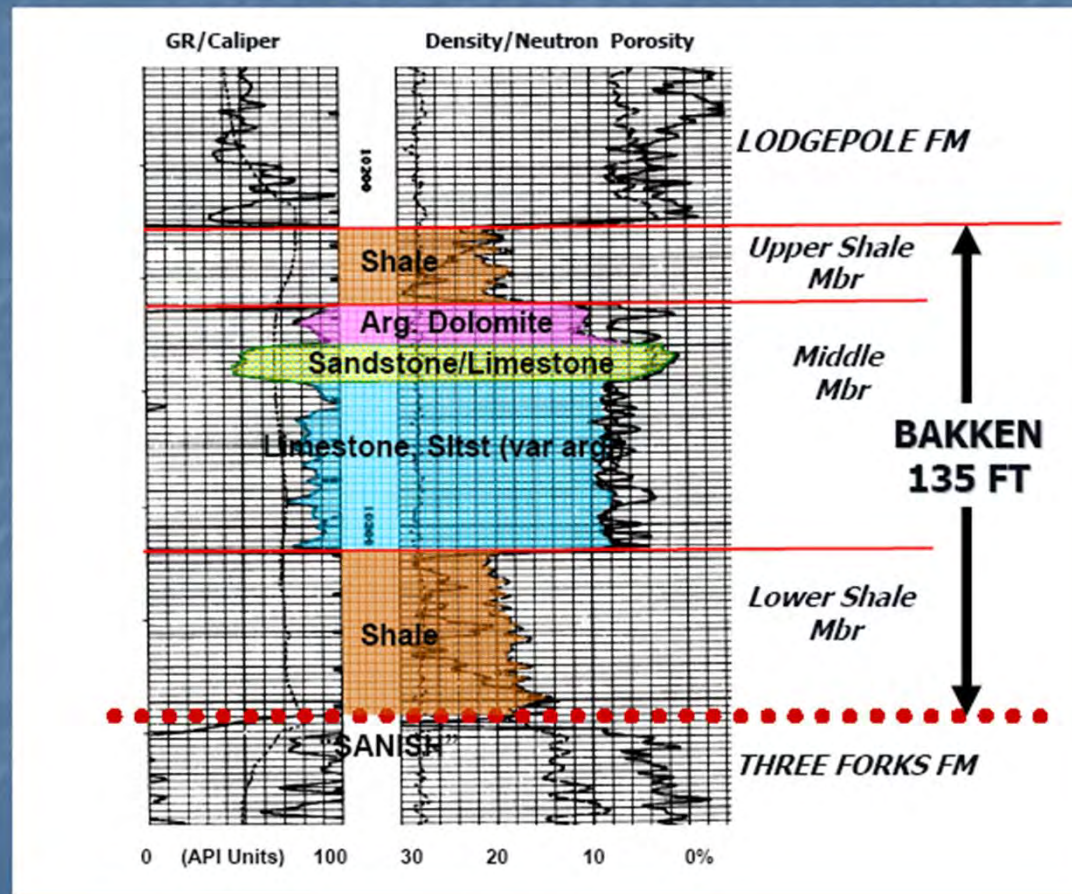 GR/Caliper
Density/Neutron Porosity
10200
LODGEPOLE FM
Shale
Upper Shale
Mbr
Arg. Dolomite
Sandstone/Limestone
Middle
Mbr
Limestone, Sltst (var arg)
BAKKEN
135 FT
10300
Shale
Lower Shale
Mbr
"SANISH"
THREE FORKS FM
0 (API Units) 100 30 20 10 0%